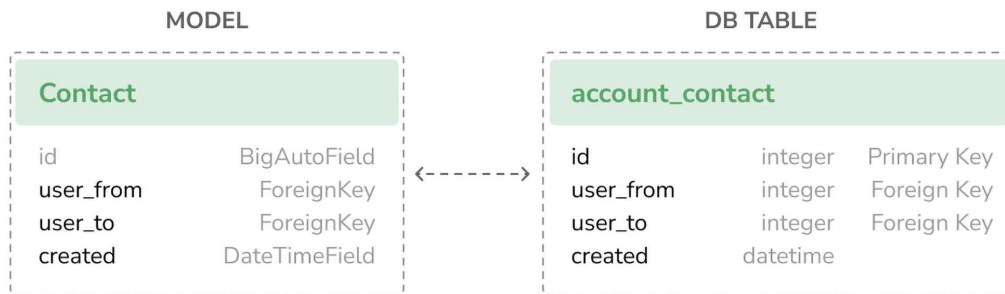 MODEL
DB TABLE
Contact
id BigAutoField
user_from ForeignKey
user_to ForeignKey
created DateTimeField
account_contact
id integer Primary Key
user_from integer Foreign Key
user_to integer Foreign Key
created datetime